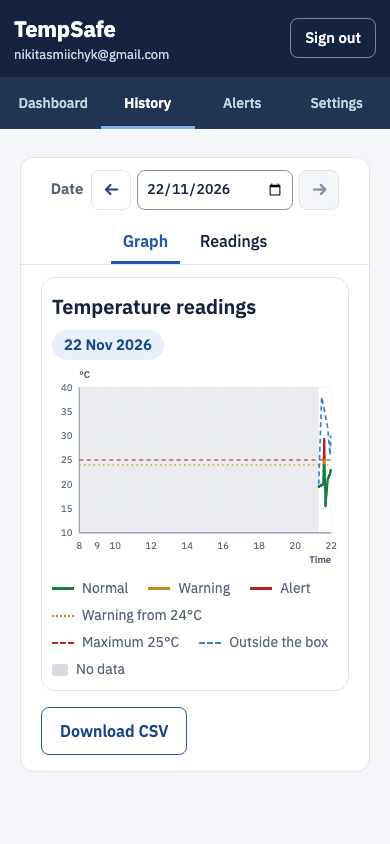 TempSafe
nikitasmiichyk@gmail.com
Sign out
Dashboard History Alerts Settings
Date ← 22/11/2026 →
Graph Readings
Temperature readings
22 Nov 2026
°C
40
35
30
25
20
15
10
8 9 10 12 14 16 18 20 22
Time
Normal Warning Alert
Warning from 24°C
Maximum 25°C Outside the box
No data
Download CSV